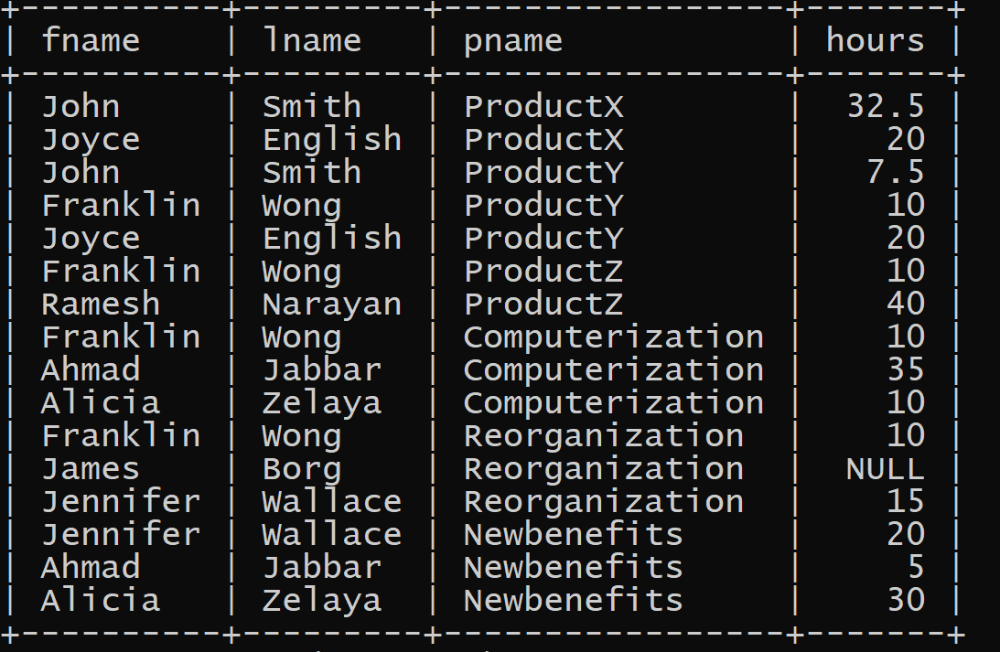 +----------+---------+-----------------+-------+
| fname    | lname   | pname           | hours |
+----------+---------+-----------------+-------+
| John     | Smith   | ProductX        |  32.5 |
| Joyce    | English | ProductX        |    20 |
| John     | Smith   | ProductY        |   7.5 |
| Franklin | Wong    | ProductY        |    10 |
| Joyce    | English | ProductY        |    20 |
| Franklin | Wong    | ProductZ        |    10 |
| Ramesh   | Narayan | ProductZ        |    40 |
| Franklin | Wong    | Computerization |    10 |
| Ahmad    | Jabbar  | Computerization |    35 |
| Alicia   | Zelaya  | Computerization |    10 |
| Franklin | Wong    | Reorganization  |    10 |
| James    | Borg    | Reorganization  |  NULL |
| Jennifer | Wallace | Reorganization  |    15 |
| Jennifer | Wallace | Newbenefits     |    20 |
| Ahmad    | Jabbar  | Newbenefits     |     5 |
| Alicia   | Zelaya  | Newbenefits     |    30 |
+----------+---------+-----------------+-------+